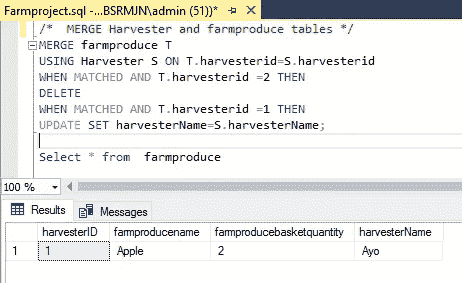 Farmproject.sql -...BSRMJN\admin (51))*
/* MERGE Harvester and farmproduce tables */
MERGE farmproduce T
USING Harvester S ON T.harvesterid=S.harvesterid
WHEN MATCHED AND T.harvesterid =2 THEN
DELETE
WHEN MATCHED AND T.harvesterid =1 THEN
UPDATE SET harvesterName=S.harvesterName;
Select * from farmproduce
100 %
Results Messages
harvesterID farmproducename farmproducebasketquantity harvesterName
1 1 Apple 2 Ayo